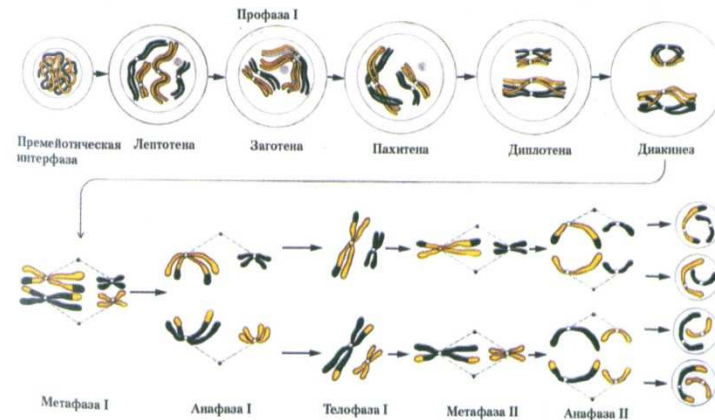 Профаза I
Премейотическая
интерфаза
Лептотена
Заготена
Пахитена
Диплотена
Диакинез
Метафаза I
Анафаза I
Телофаза I
Метафаза II
Анафаза II